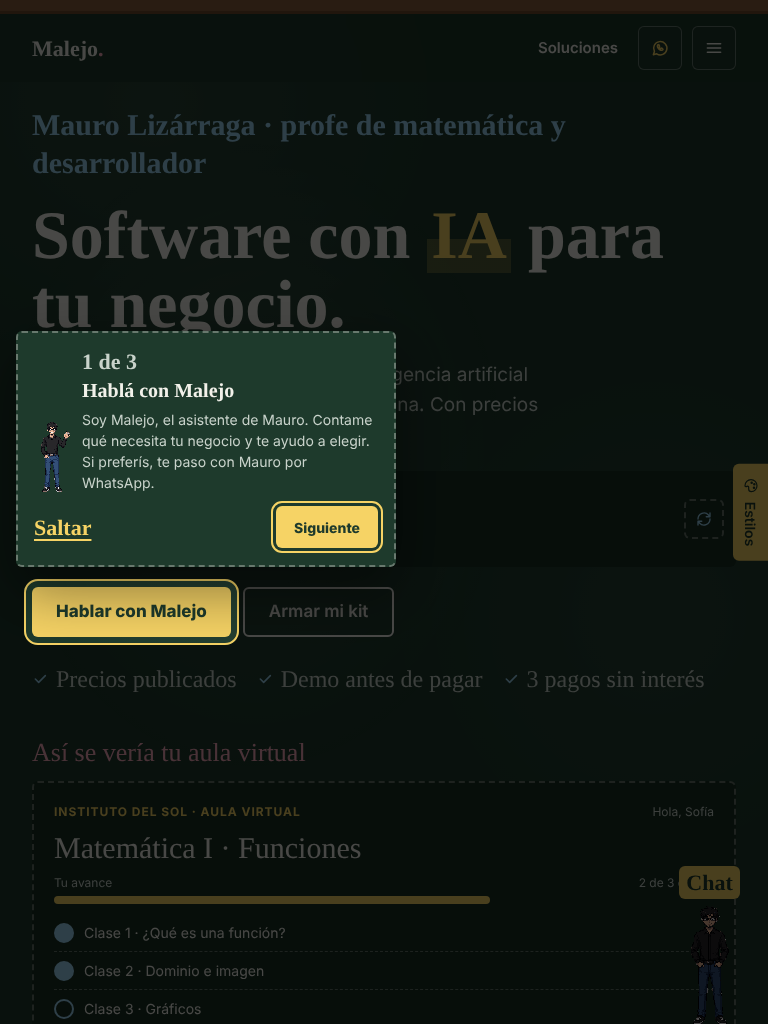 Malejo.
Soluciones
Mauro Lizárraga · profe de matemática y
desarrollador
Software con IA para
tu negocio.
gencia artificial
na. Con precios
1 de 3
Hablá con Malejo
Soy Malejo, el asistente de Mauro. Contame
qué necesita tu negocio y te ayudo a elegir.
Si preferís, te paso con Mauro por
WhatsApp.
Saltar
Siguiente
Estilos
Hablar con Malejo
Armar mi kit
Precios publicados
Demo antes de pagar
3 pagos sin interés
Así se vería tu aula virtual
INSTITUTO DEL SOL · AULA VIRTUAL
Hola, Sofía
Matemática I · Funciones
Tu avance
2 de 3
Chat
Clase 1 · ¿Qué es una función?
Clase 2 · Dominio e imagen
Clase 3 · Gráficos